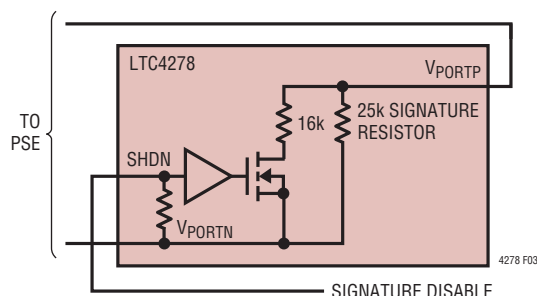 LTC4278
VPORTP
16k
25k SIGNATURE
RESISTOR
TO
PSE
SHDN
VPORTN
4278 F03
SIGNATURE DISABLE